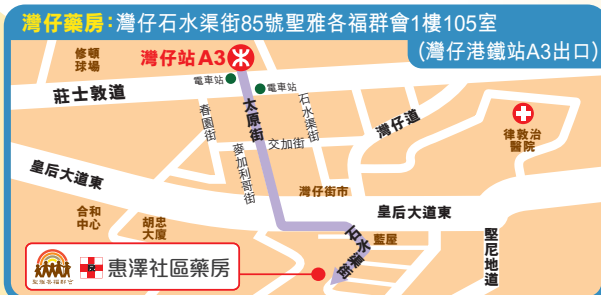 灣仔藥房：灣仔石水渠街85號聖雅各福群會1樓105室
(灣仔港鐵站A3出口)
修頓
球場
灣仔站 A3
電車站
電車站
莊士敦道
春園街
太原街
石水渠街
灣仔道
律敦治
醫院
交加街
麥加利哥街
皇后大道東
灣仔街市
合和
中心
胡忠
大廈
皇后大道東
石水渠街
藍屋
堅尼地道
聖雅各福群會
惠澤社區藥房